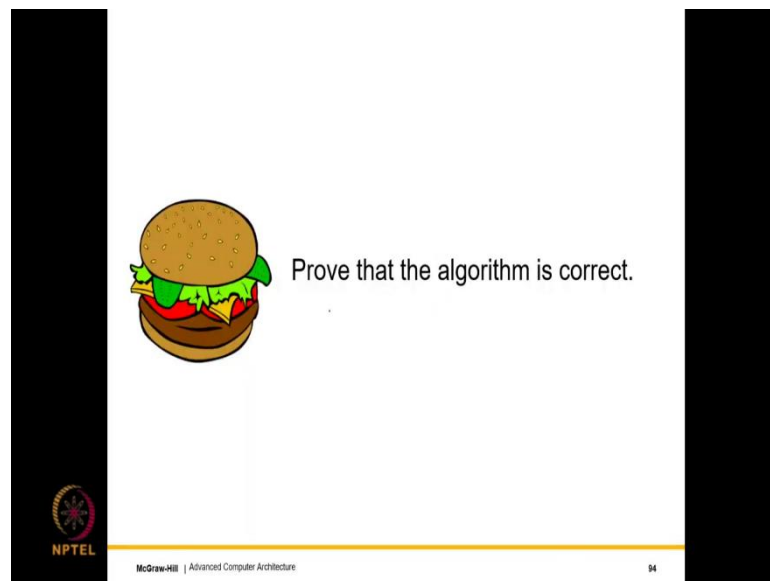 Prove that the algorithm is correct.
NPTEL
McGraw-Hill | Advanced Computer Architecture
94